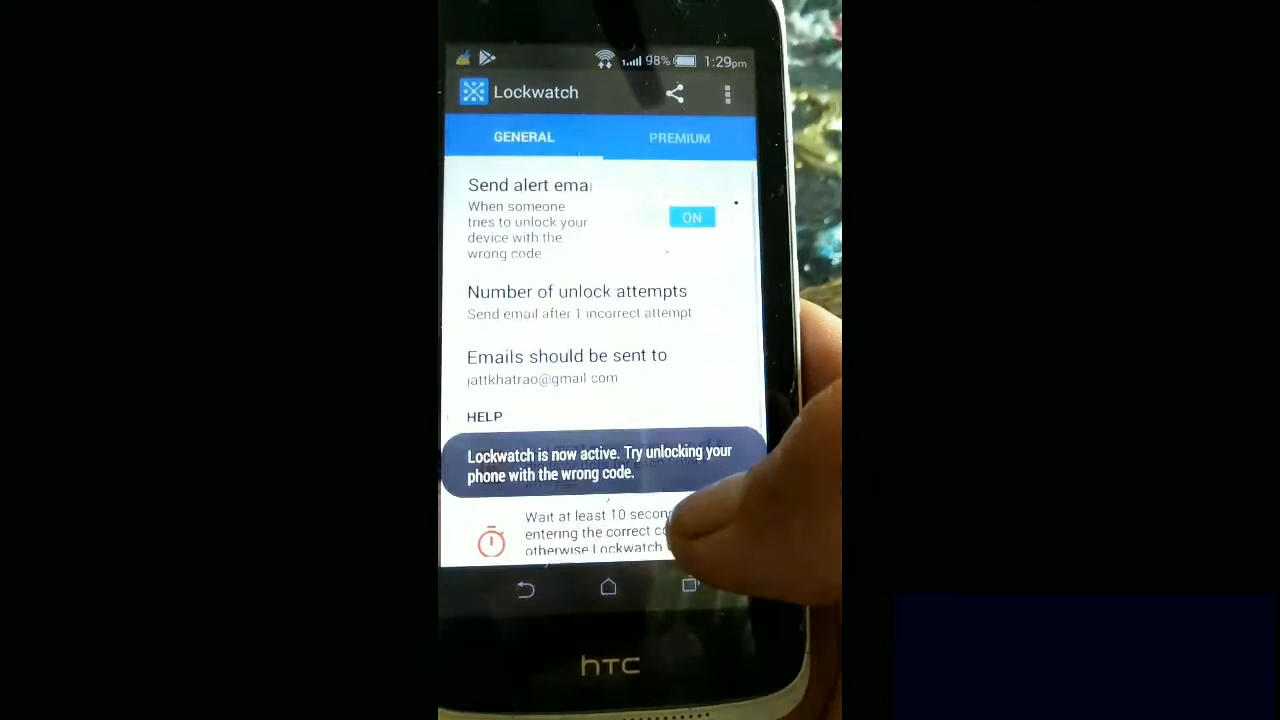 98% 1:29pm
Lockwatch
GENERAL PREMIUM
Send alert emai
When someone
tries to unlock your
device with the
wrong code
ON
Number of unlock attempts
Send email after 1 incorrect attempt
Emails should be sent to
jattkhatrao@gmail com
HELP
Lockwatch is now active. Try unlocking your
phone with the wrong code.
Wait at least 10 secon
entering the correct co
otherwise Lockwatch
hTC